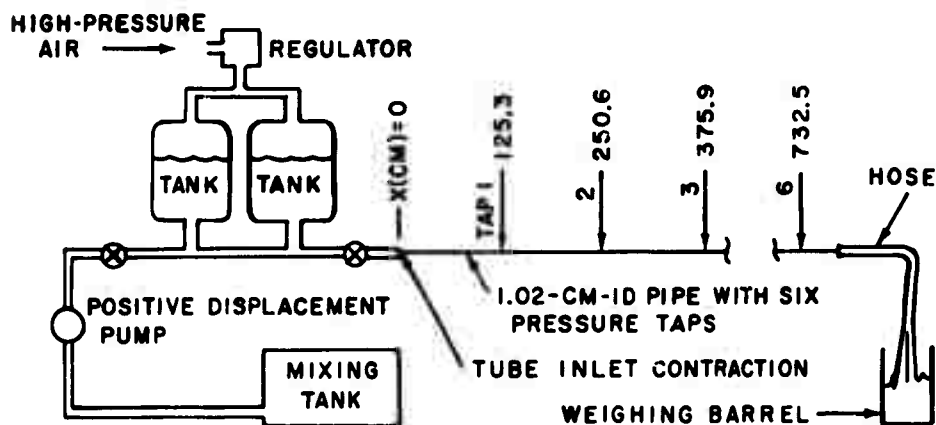 HIGH-PRESSURE
AIR
REGULATOR
TANK
TANK
X(CM)=0
TAP 1
125.3
2
250.6
3
375.9
6
732.5
HOSE
POSITIVE DISPLACEMENT
PUMP
1.02-CM-ID PIPE WITH SIX
PRESSURE TAPS
TUBE INLET CONTRACTION
MIXING
TANK
WEIGHING BARREL